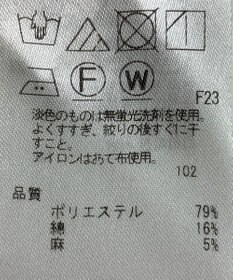 F W
F23
淡色のものは無蛍光洗剤を使用。
よくすすぎ、絞りの後すぐに干
すこと。
アイロンはあて布使用。
102
品質
ポリエステル 79%
綿 16%
麻 5%